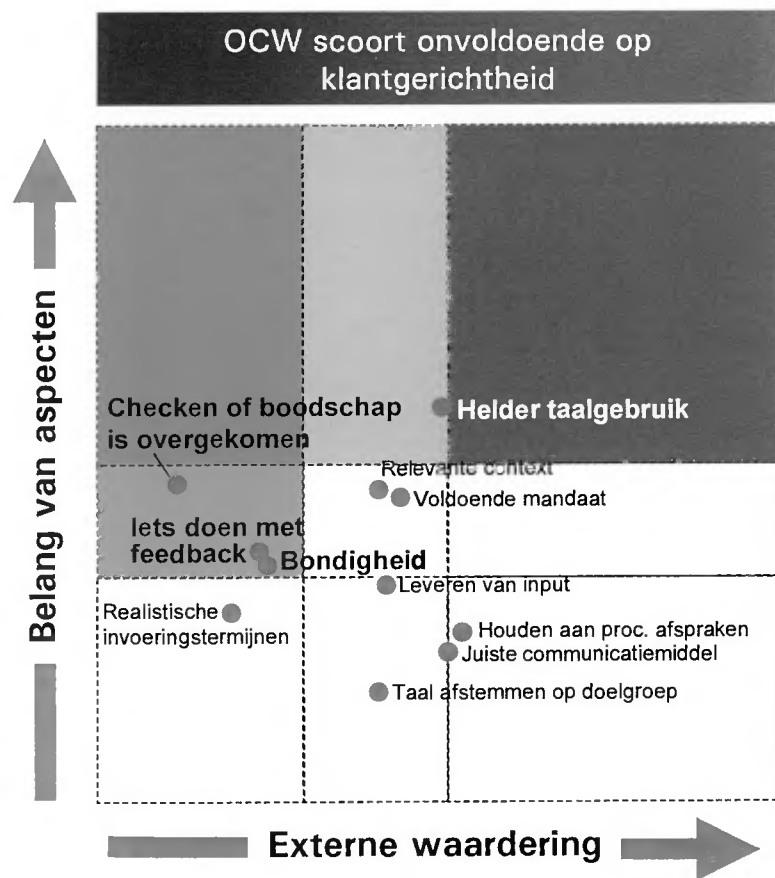 OCW scoort onvoldoende op
klantgerichtheid
Belang van aspecten
Checken of boodschap
is overgekomen
Helder taalgebruik
Relevante context
Voldoende mandaat
Iets doen met
feedback
Bondigheid
Leveren van input
Realistische
invoeringstermijnen
Houden aan proc. afspraken
Juiste communicatiemiddel
Taal afstemmen op doelgroep
Externe waardering